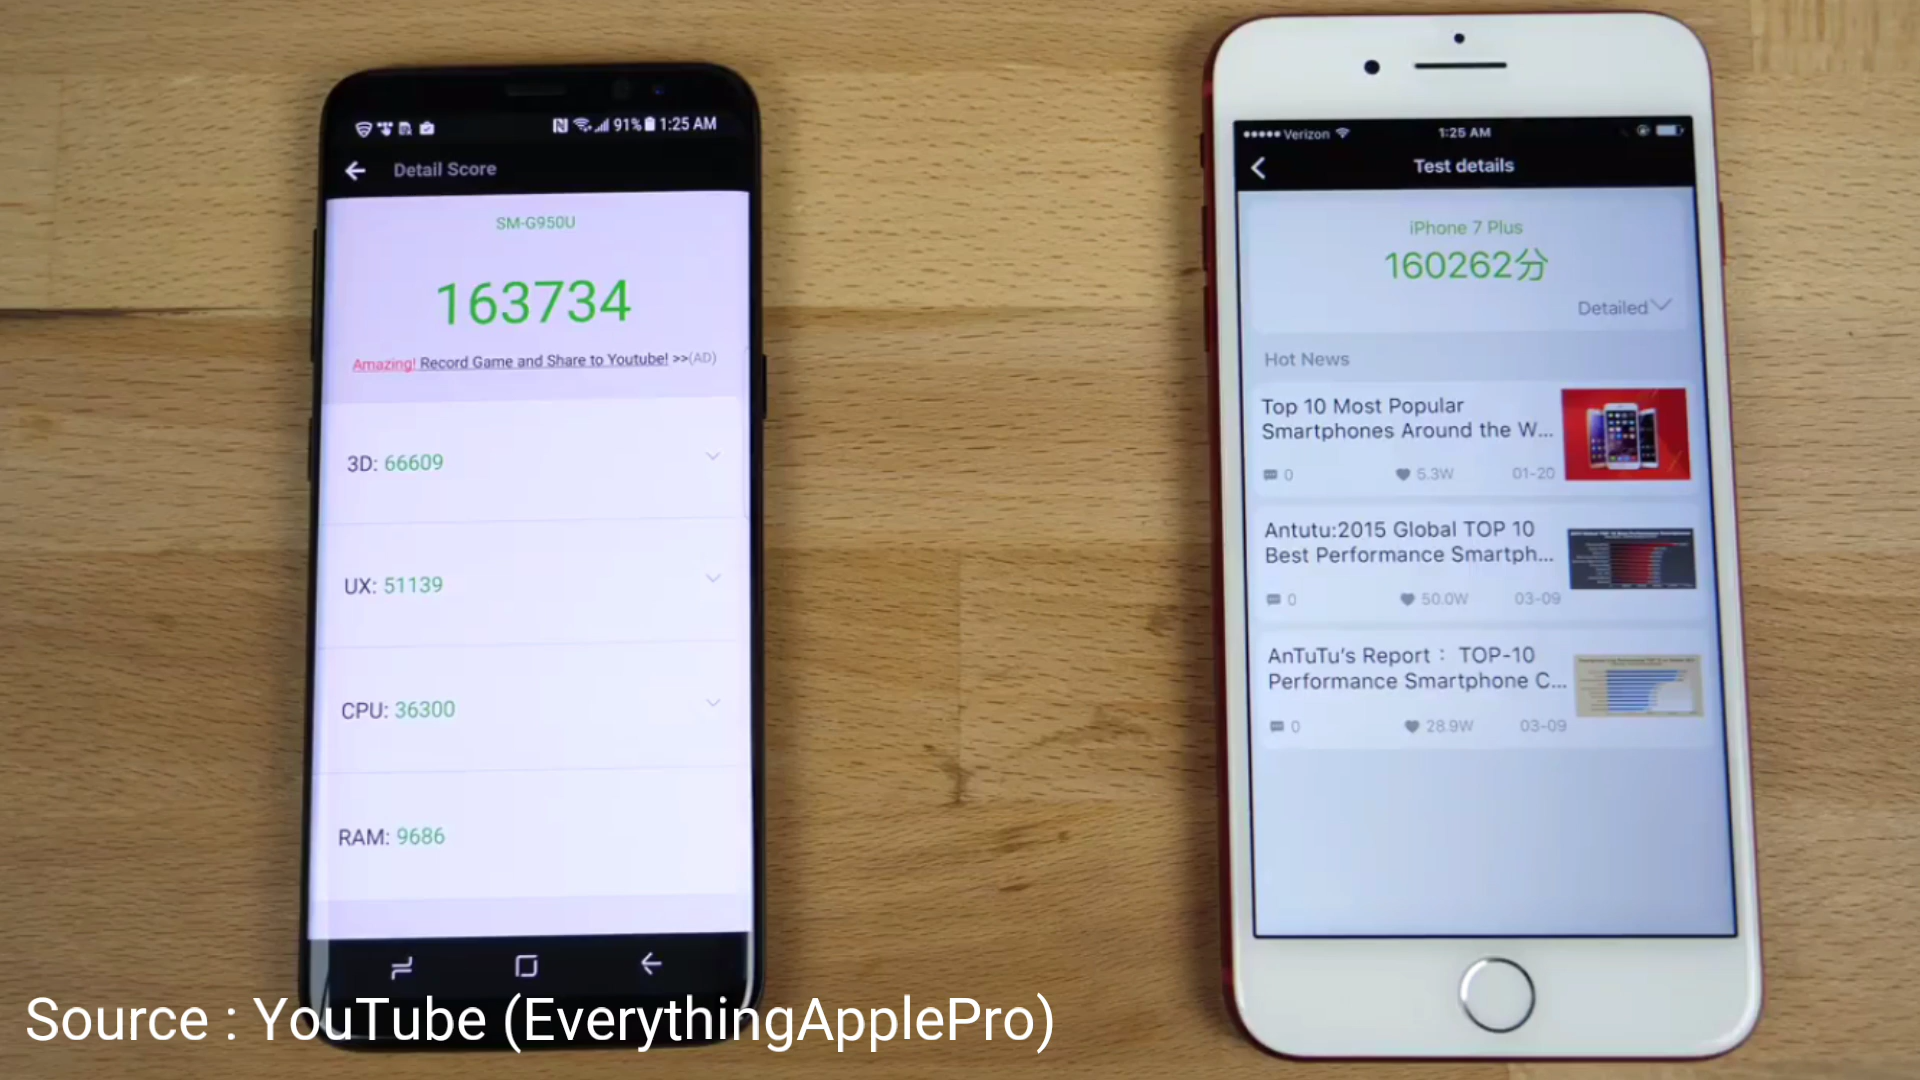 91% 1:25 AM
Detail Score
SM-G950U
163734
Amazing! Record Game and Share to Youtube! >>(AD)
3D: 66609
UX: 51139
CPU: 36300
RAM: 9686
Verizon 1:25 AM
Test details
iPhone 7 Plus
160262分
Detailed
Hot News
Top 10 Most Popular
Smartphones Around the W...
0 5.3W 01-20
Antutu:2015 Global TOP 10
Best Performance Smartph...
0 50.0W 03-09
AnTuTu's Report： TOP-10
Performance Smartphone C...
0 28.9W 03-09
Source : YouTube (EverythingApplePro)